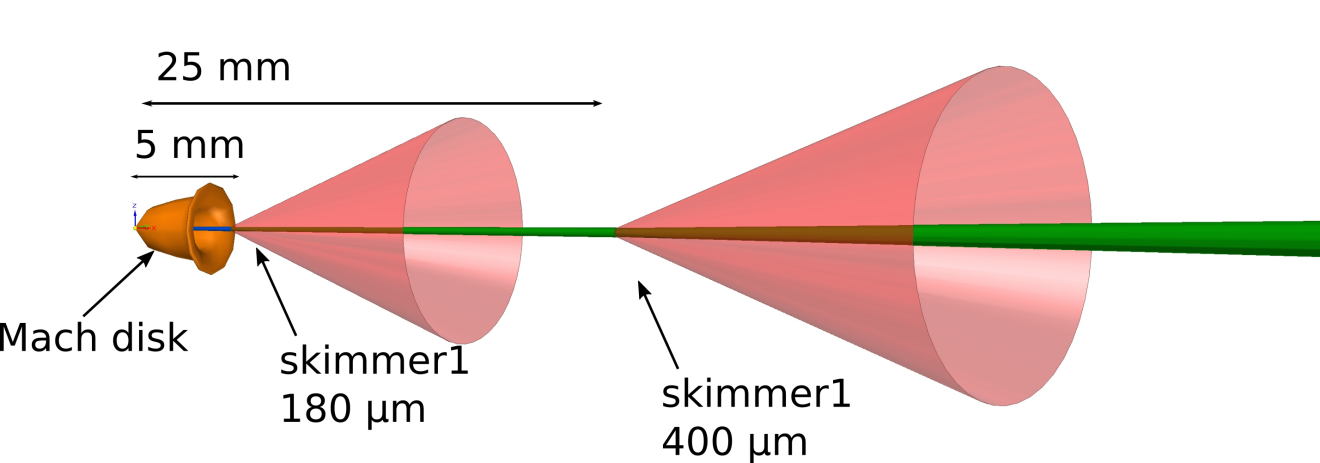 25 mm
5 mm
z
x
Mach disk
skimmer1
180 μm
skimmer1
400 μm